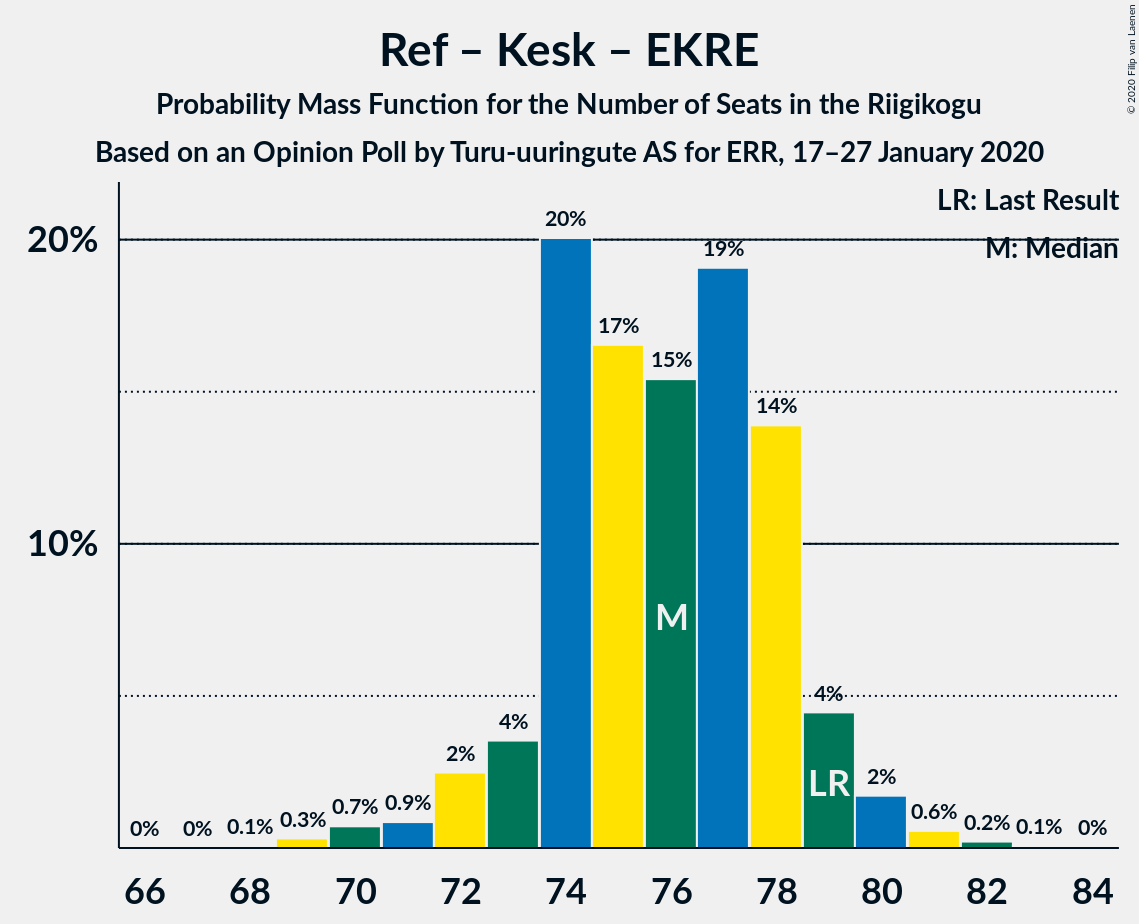 Ref – Kesk – EKRE
Probability Mass Function for the Number of Seats in the Riigikogu
Based on an Opinion Poll by Turu-uuringute AS for ERR, 17–27 January 2020
© 2020 Filip van Laenen
LR: Last Result
M: Median
20%
10%
0% 0% 0.1% 0.3% 0.7% 0.9% 2% 4% 20% 17% 15% 19% 14% 4% 2% 0.6% 0.2% 0.1% 0%
M
LR
66 68 70 72 74 76 78 80 82 84